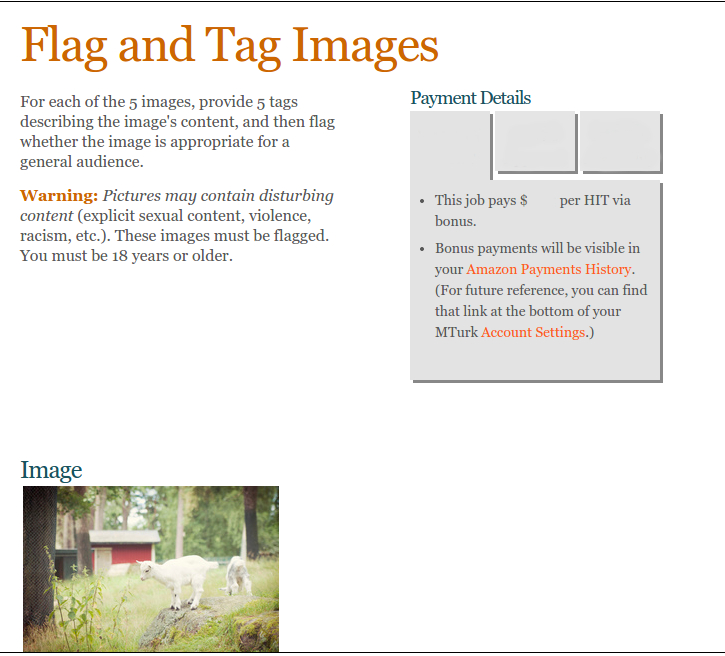 Flag and Tag Images
For each of the 5 images, provide 5 tags
describing the image's content, and then flag
whether the image is appropriate for a
general audience.
Warning: Pictures may contain disturbing
content (explicit sexual content, violence,
racism, etc.). These images must be flagged.
You must be 18 years or older.
Payment Details
This job pays $ per HIT via
bonus.
Bonus payments will be visible in
your Amazon Payments History.
(For future reference, you can find
that link at the bottom of your
MTurk Account Settings.)
Image